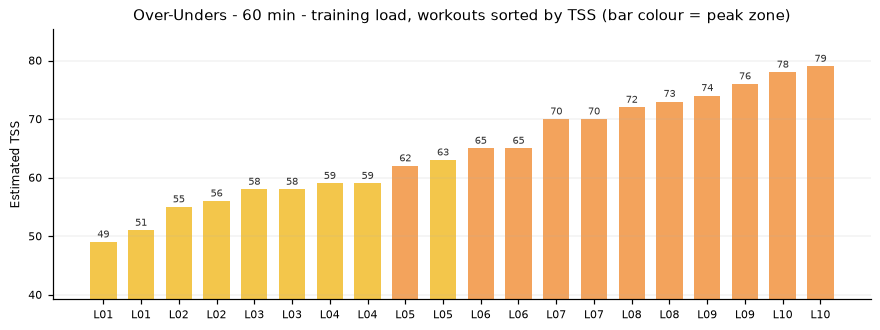 Over-Unders - 60 min - training load, workouts sorted by TSS (bar colour = peak zone)
Estimated TSS
80
70
60
50
40
49 51 55 56 58 58 59 59 62 63 65 65 70 70 72 73 74 76 78 79
L01 L01 L02 L02 L03 L03 L04 L04 L05 L05 L06 L06 L07 L07 L08 L08 L09 L09 L10 L10